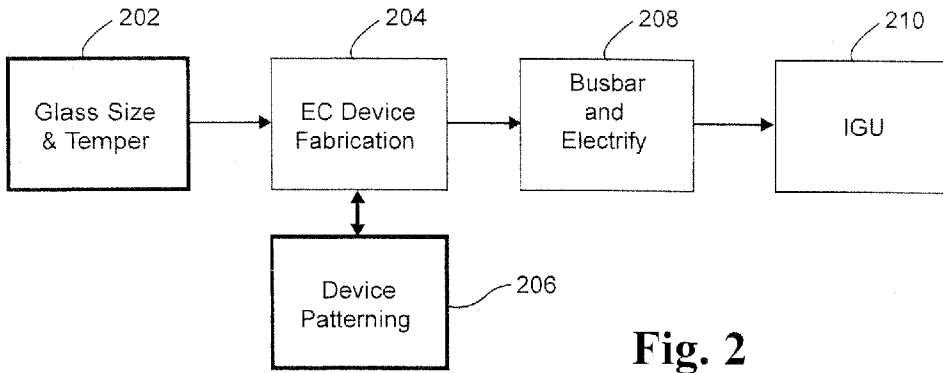 202
204
208
210
Glass Size
& Temper
EC Device
Fabrication
Busbar
and
Electrify
IGU
Device
Patterning
206
Fig. 2